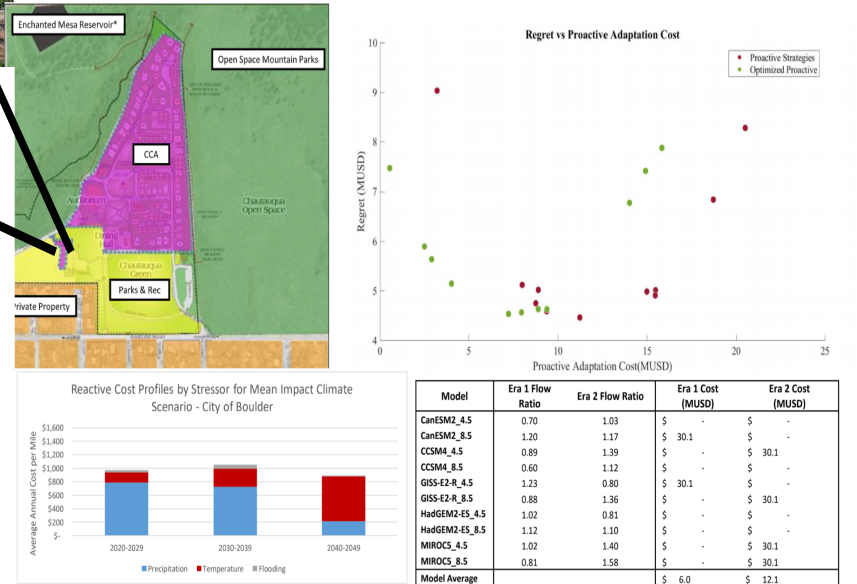 Enchanted Mesa Reservoir*
Open Space Mountain Parks
CCA
Auditorium
Chautauqua
Open Space
Dining
Hall
Chautauqua
Green
Parks & Rec
Private Property
Regret vs Proactive Adaptation Cost
Proactive Strategies
Optimized Proactive
Regret (MUSD)
10
9
8
7
6
5
4
0 5 10 15 20 25
Proactive Adaptation Cost(MUSD)
Reactive Cost Profiles by Stressor for Mean Impact Climate
Scenario - City of Boulder
Average Annual Cost per Mile
$1,600
$1,400
$1,200
$1,000
$800
$600
$400
$200
$-
2020-2029 2030-2039 2040-2049
Precipitation Temperature Flooding
Model Era 1 Flow Ratio Era 2 Flow Ratio Era 1 Cost (MUSD) Era 2 Cost (MUSD)
CanESM2_4.5 0.70 1.03 $ - $ -
CanESM2_8.5 1.20 1.17 $ 30.1 $ -
CCSM4_4.5 0.89 1.39 $ - $ 30.1
CCSM4_8.5 0.60 1.12 $ - $ -
GISS-E2-R_4.5 1.23 0.80 $ 30.1 $ -
GISS-E2-R_8.5 0.88 1.36 $ - $ 30.1
HadGEM2-ES_4.5 1.02 0.81 $ - $ -
HadGEM2-ES_8.5 1.12 1.10 $ - $ -
MIROC5_4.5 1.02 1.40 $ - $ 30.1
MIROC5_8.5 0.81 1.58 $ - $ 30.1
Model Average $ 6.0 $ 12.1